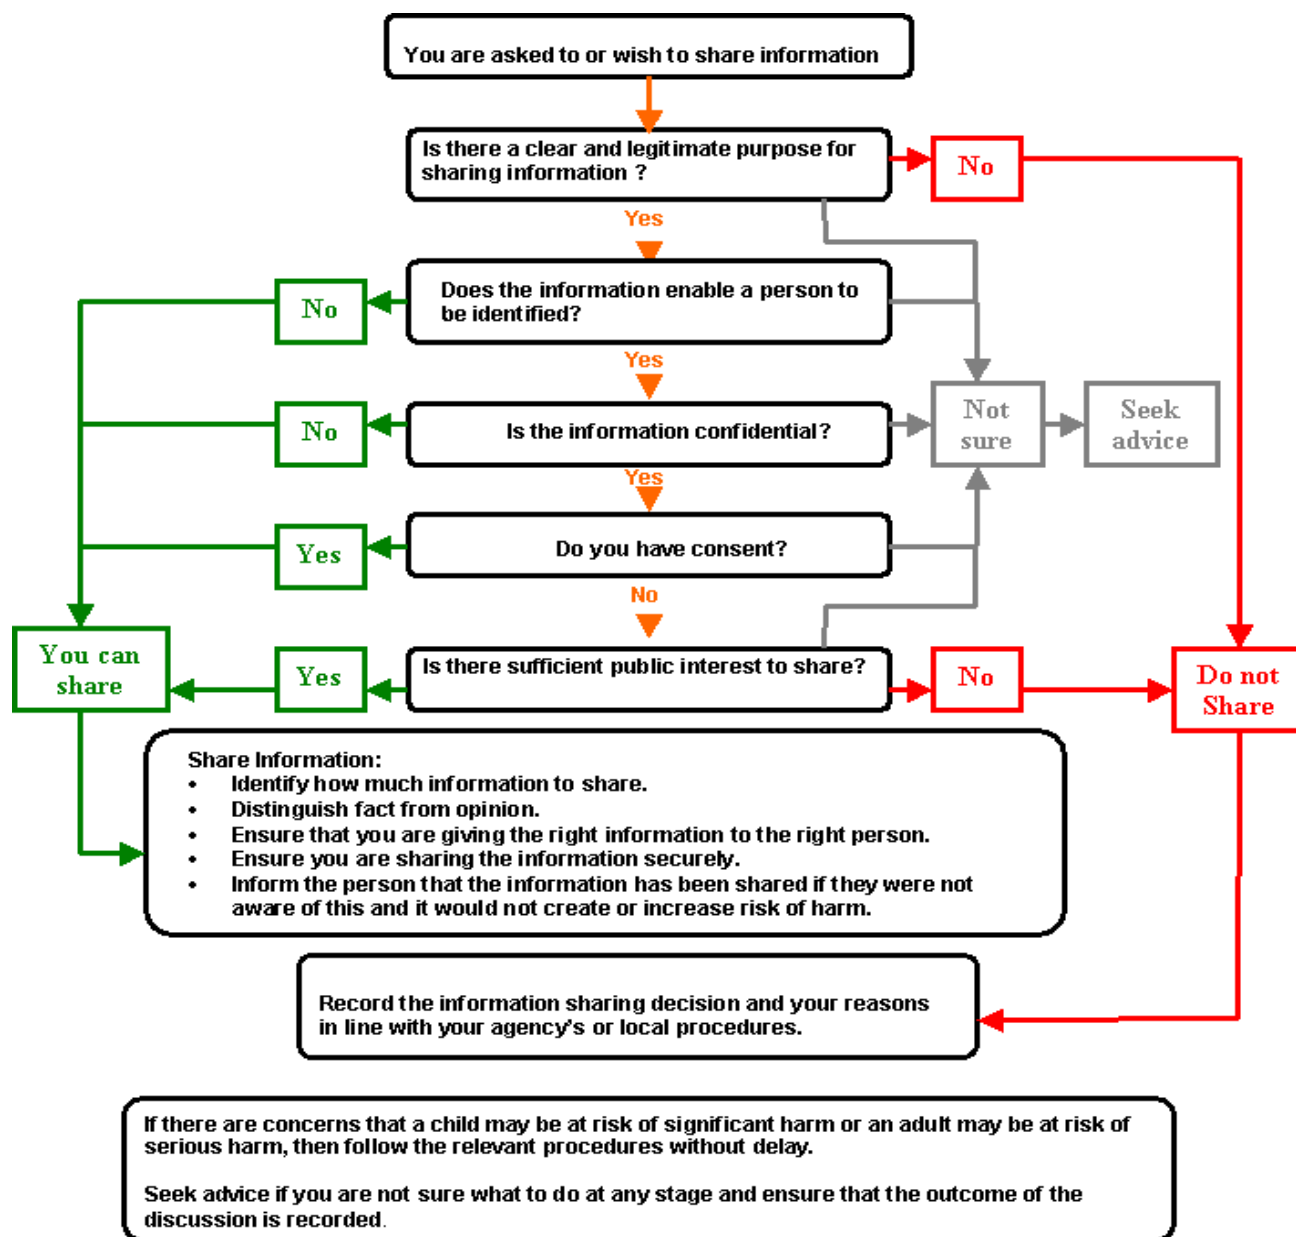 You are asked to or wish to share information
Is there a clear and legitimate purpose for
sharing information ?
No
Yes
Does the information enable a person to
be identified?
No
Yes
Is the information confidential?
No
Not
sure
Seek
advice
Yes
Do you have consent?
Yes
No
Is there sufficient public interest to share?
Yes
No
You can
share
Do not
Share
Share Information:
• Identify how much information to share.
• Distinguish fact from opinion.
• Ensure that you are giving the right information to the right person.
• Ensure you are sharing the information securely.
• Inform the person that the information has been shared if they were not
aware of this and it would not create or increase risk of harm.
Record the information sharing decision and your reasons
in line with your agency's or local procedures.
If there are concerns that a child may be at risk of significant harm or an adult may be at risk of
serious harm, then follow the relevant procedures without delay.
Seek advice if you are not sure what to do at any stage and ensure that the outcome of the
discussion is recorded.